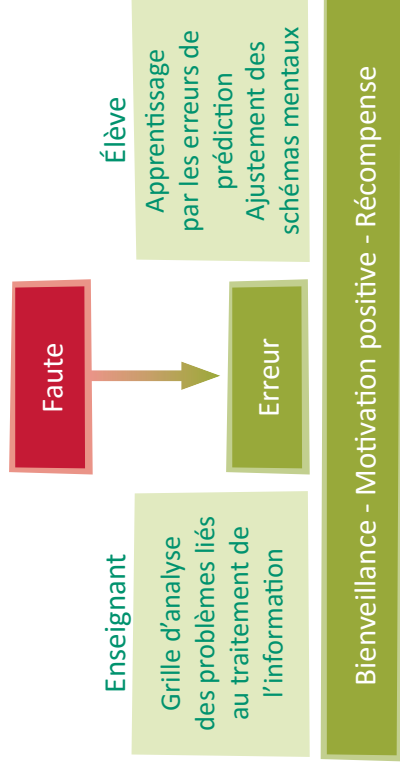 Enseignant
Grille d'analyse
des problèmes liés
au traitement de
l'information
Faute
Erreur
Élève
Apprentissage
par les erreurs de
prédiction
Ajustement des
schémas mentaux
Bienveillance - Motivation positive - Récompense